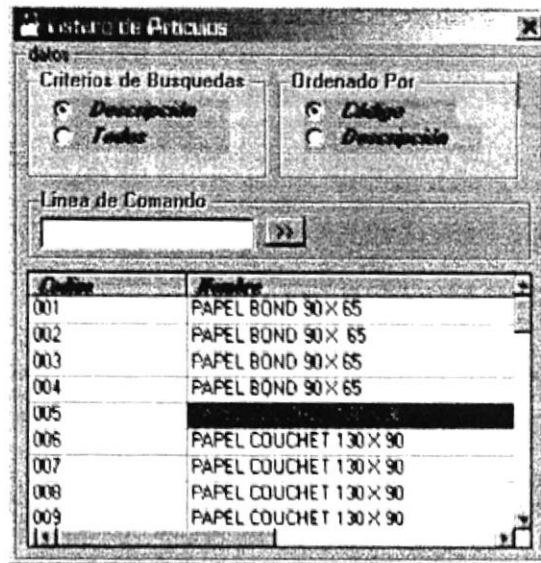 de Articulos
datos
Criterios de Busquedas
Ordenado Por
Descripción
Código
Todos
Descripción
Línea de Comando
>>
Codigo Nombre
001 PAPEL BOND 90 X 65
002 PAPEL BOND 90 X 65
003 PAPEL BOND 90 X 65
004 PAPEL BOND 90 X 65
005
006 PAPEL COUCHET 130 X 90
007 PAPEL COUCHET 130 X 90
008 PAPEL COUCHET 130 X 90
009 PAPEL COUCHET 130 X 90